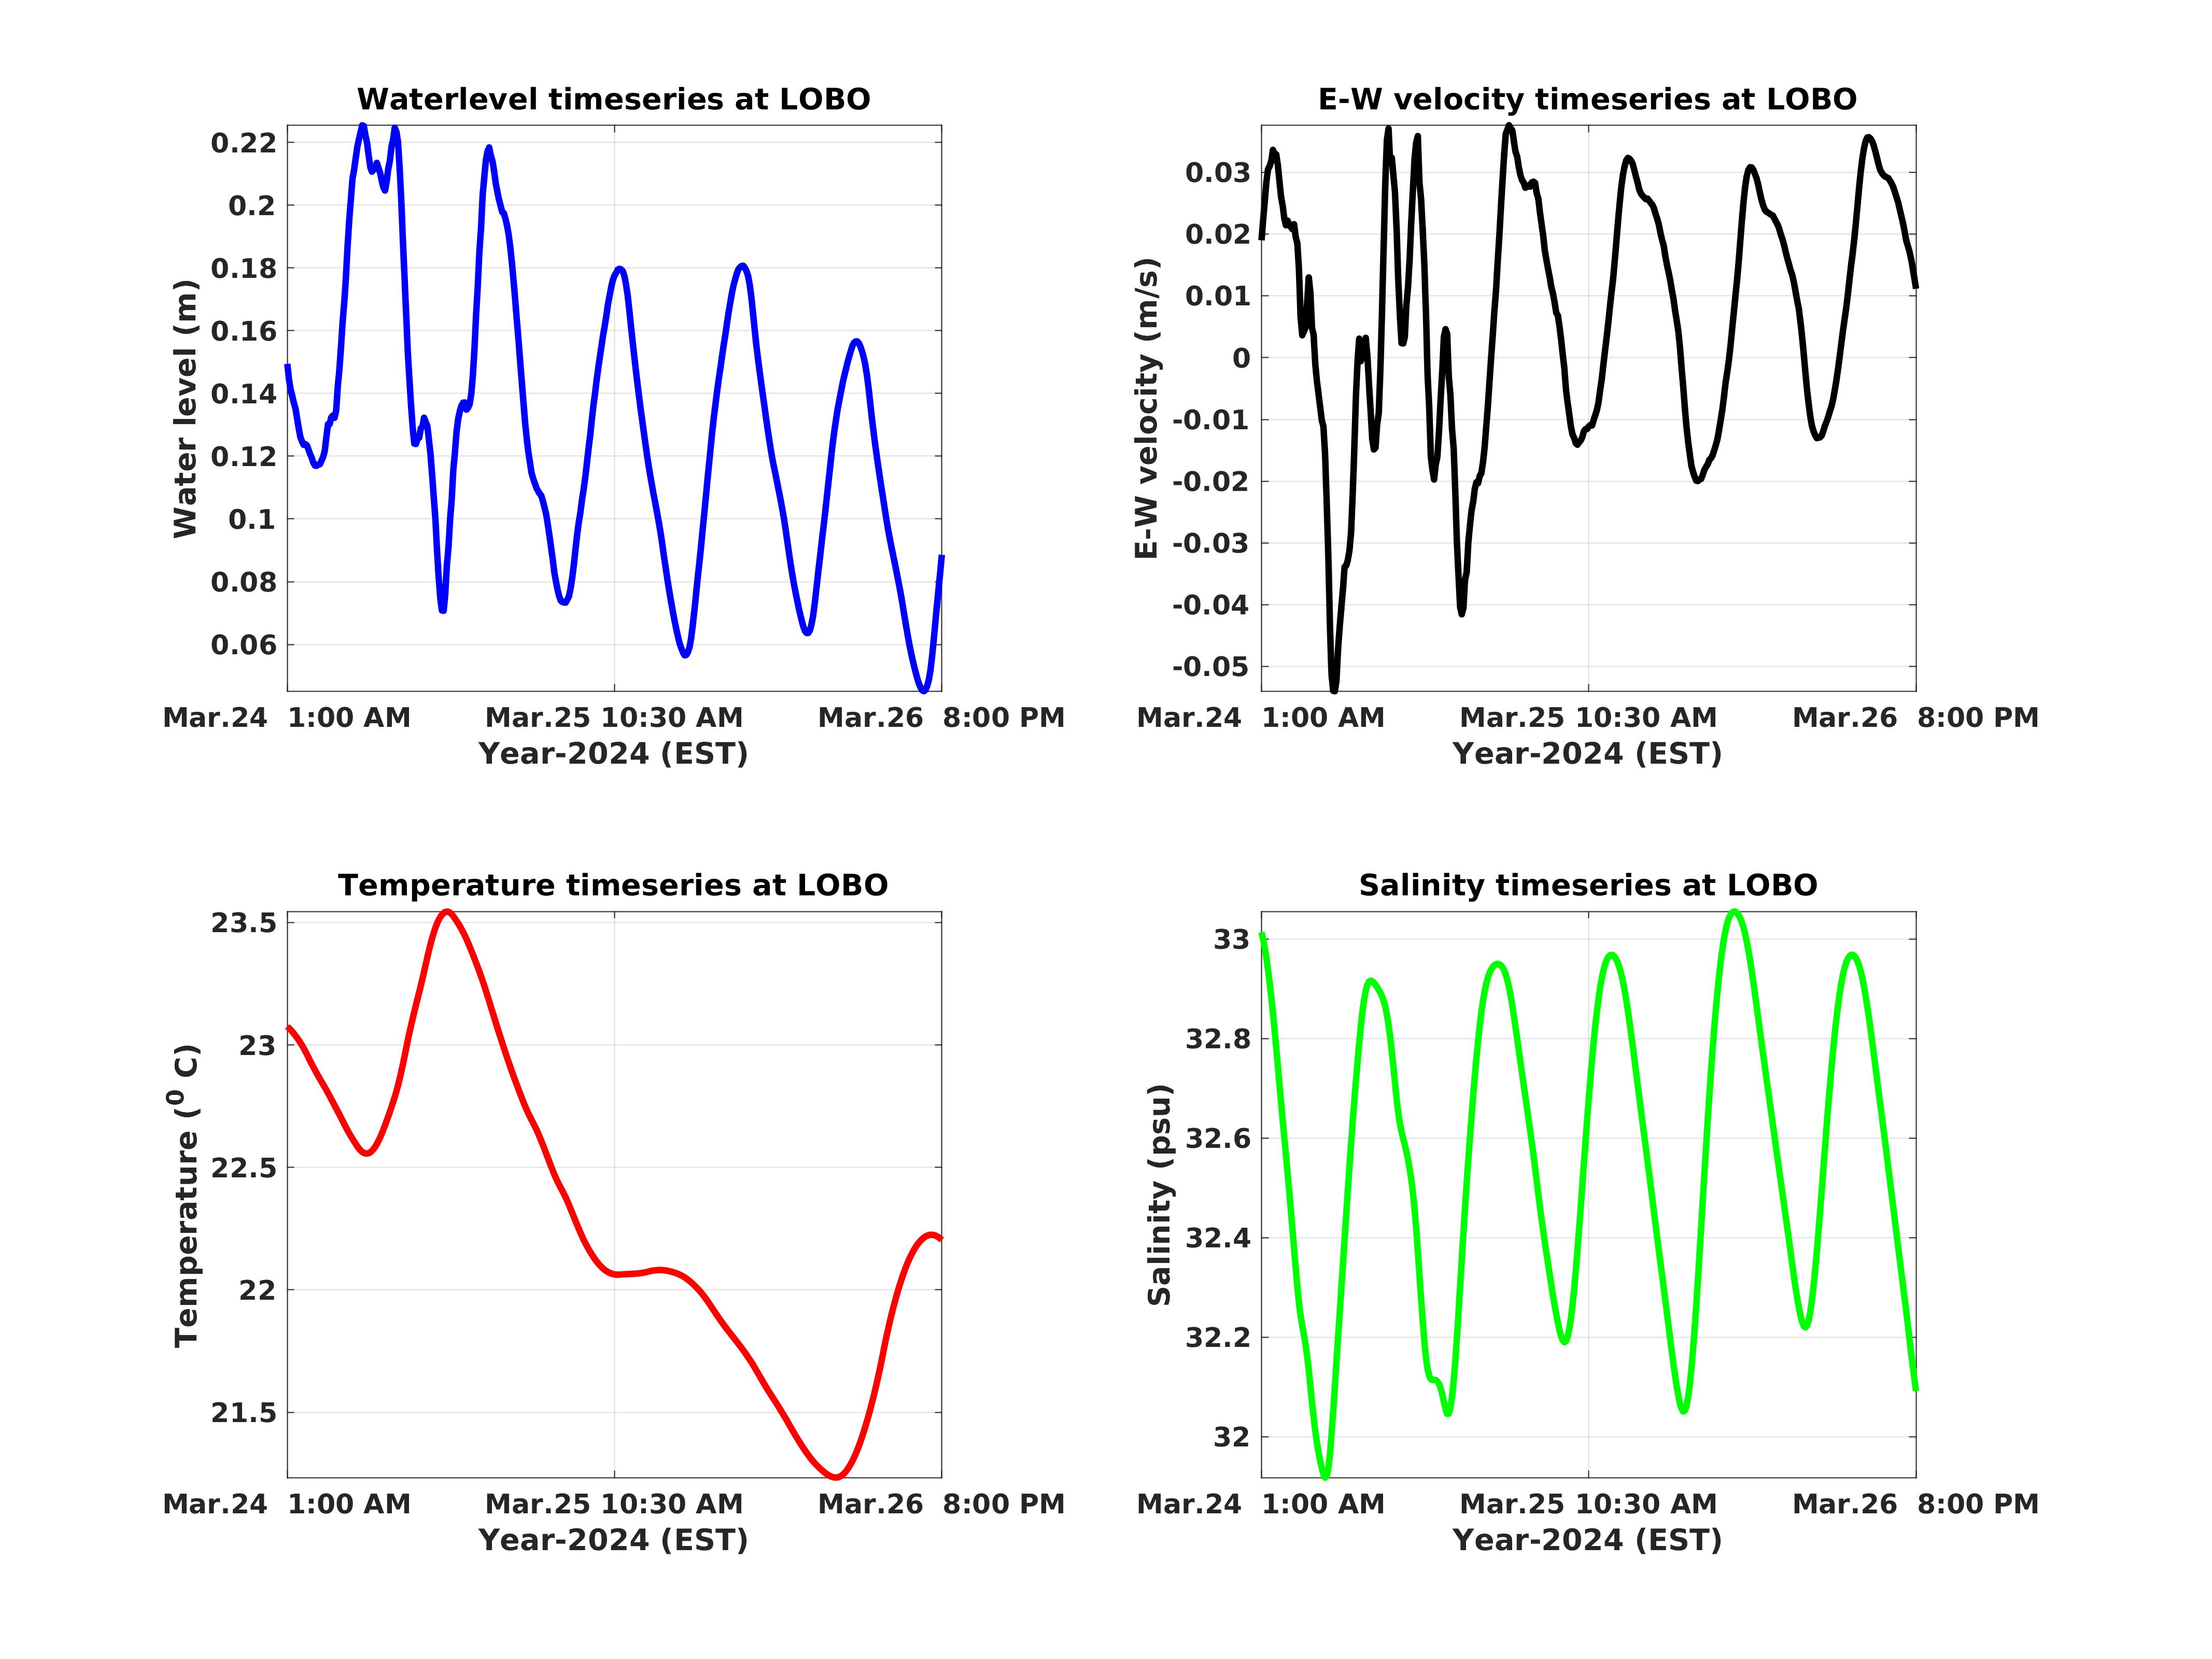 Waterlevel timeseries at LOBO
0.22
0.2
0.18
0.16
0.14
0.12
0.1
0.08
0.06
Water level (m)
Mar.24 1:00 AM Mar.25 10:30 AM Mar.26 8:00 PM
Year-2024 (EST)
E-W velocity timeseries at LOBO
0.03
0.02
0.01
0
-0.01
-0.02
-0.03
-0.04
-0.05
E-W velocity (m/s)
Mar.24 1:00 AM Mar.25 10:30 AM Mar.26 8:00 PM
Year-2024 (EST)
Temperature timeseries at LOBO
23.5
23
22.5
22
21.5
Temperature (⁰ C)
Mar.24 1:00 AM Mar.25 10:30 AM Mar.26 8:00 PM
Year-2024 (EST)
Salinity timeseries at LOBO
33
32.8
32.6
32.4
32.2
32
Salinity (psu)
Mar.24 1:00 AM Mar.25 10:30 AM Mar.26 8:00 PM
Year-2024 (EST)